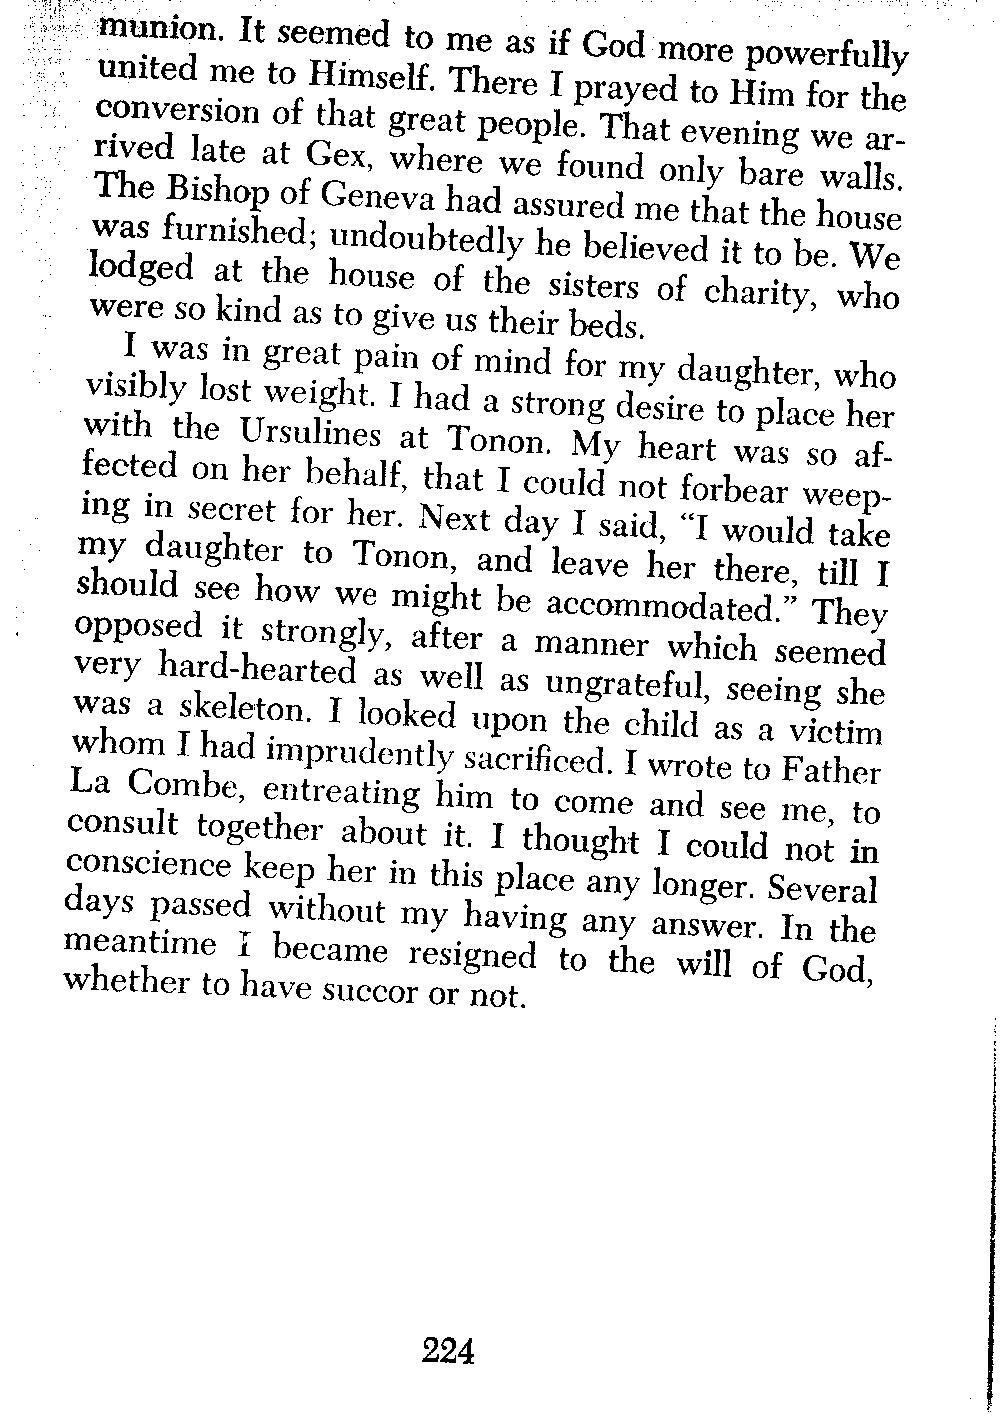 munion. It seemed to me as if God more powerfully
united me to Himself. There I prayed to Him for the
conversion of that great people. That evening we ar-
rived late at Gex, where we found only bare walls.
The Bishop of Geneva had assured me that the house
was furnished; undoubtedly he believed it to be. We
lodged at the house of the sisters of charity, who
were so kind as to give us their beds.
I was in great pain of mind for my daughter, who
visibly lost weight. I had a strong desire to place her
with the Ursulines at Tonon. My heart was so af-
fected on her behalf, that I could not forbear weep-
ing in secret for her. Next day I said, “I would take
my daughter to Tonon, and leave her there, till I
should see how we might be accommodated.” They
opposed it strongly, after a manner which seemed
very hard-hearted as well as ungrateful, seeing she
was a skeleton. I looked upon the child as a victim
whom I had imprudently sacrificed. I wrote to Father
La Combe, entreating him to come and see me, to
consult together about it. I thought I could not in
conscience keep her in this place any longer. Several
days passed without my having any answer. In the
meantime I became resigned to the will of God,
whether to have succor or not.
224